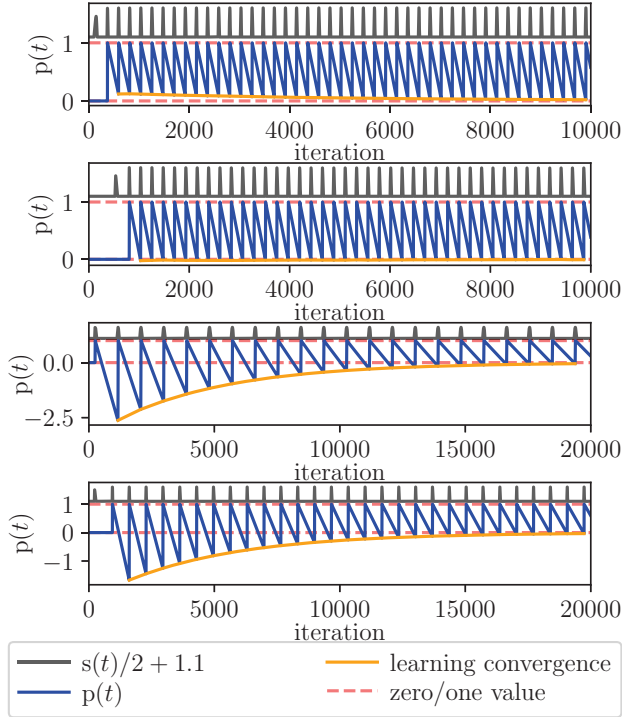 p(t)
1
0
0 2000 4000 6000 8000 10000
iteration
p(t)
1
0
0 2000 4000 6000 8000 10000
iteration
p(t)
0.0
−2.5
0 5000 10000 15000 20000
iteration
p(t)
1
0
−1
0 5000 10000 15000 20000
iteration
s(t)/2 + 1.1 learning convergence
p(t) zero/one value